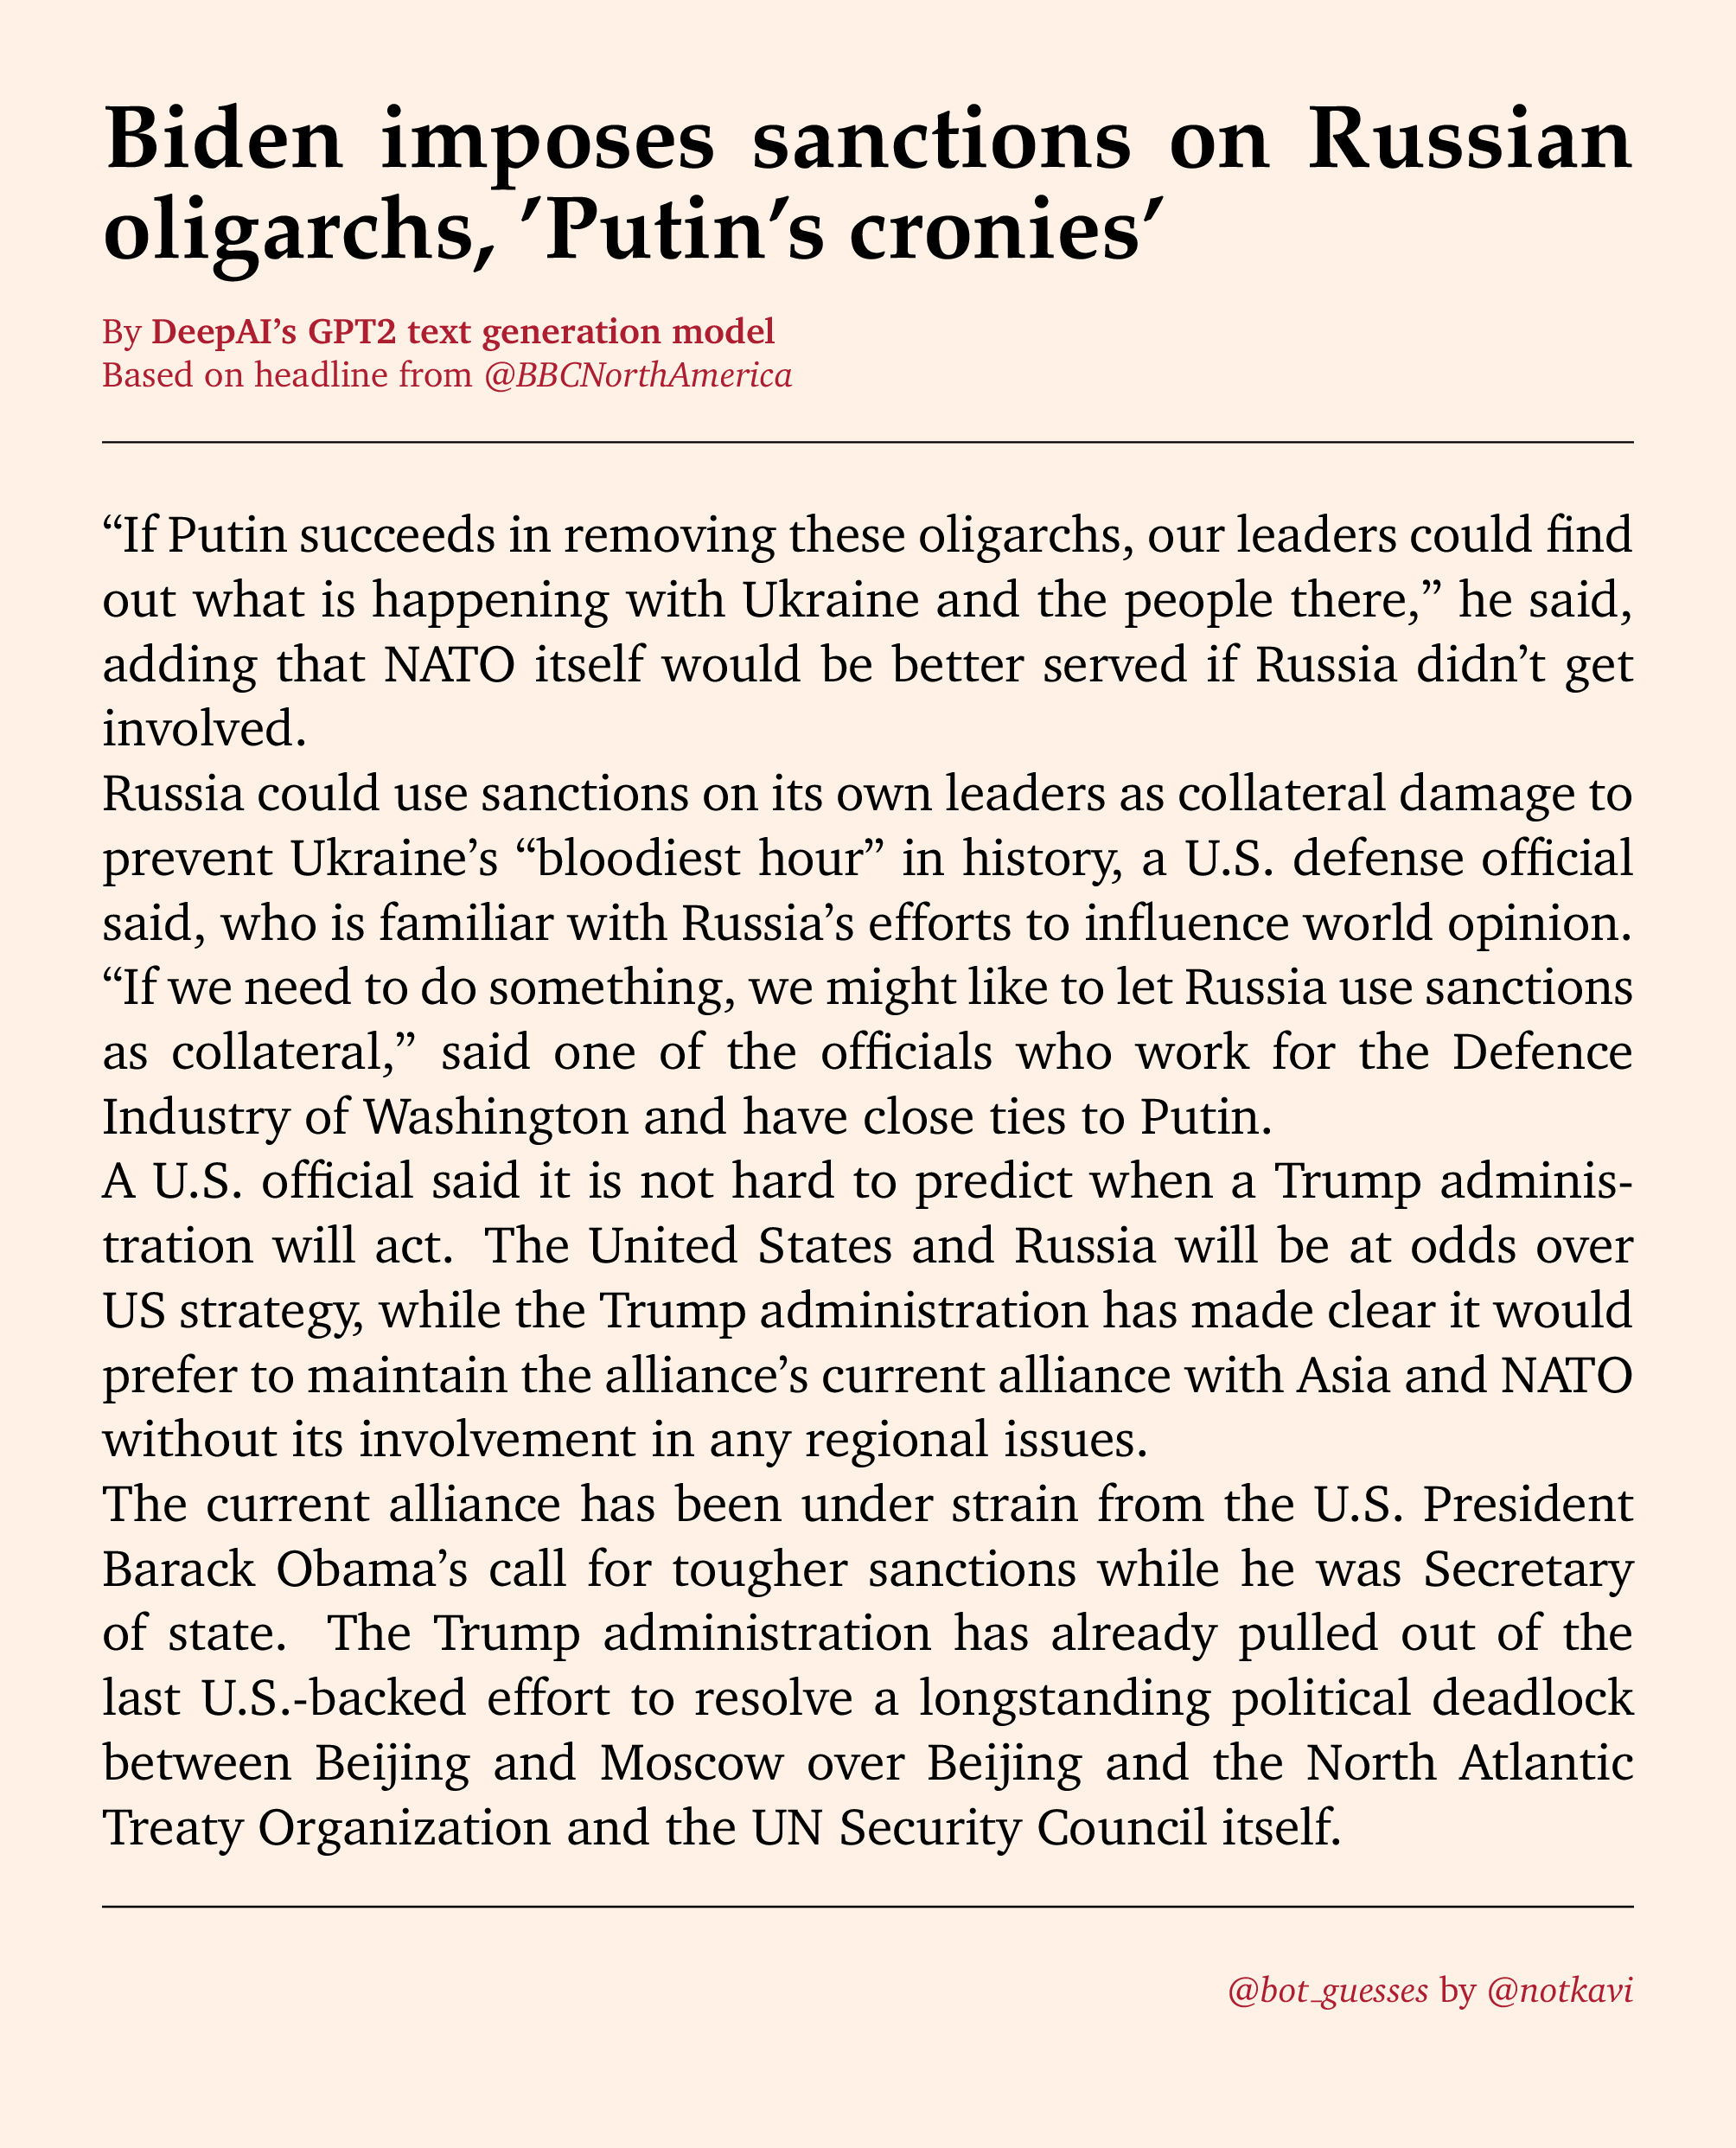 Biden imposes sanctions on Russian
oligarchs, ’Putin’s cronies’
By DeepAI’s GPT2 text generation model
Based on headline from @BBCNorthAmerica
“If Putin succeeds in removing these oligarchs, our leaders could find
out what is happening with Ukraine and the people there,” he said,
adding that NATO itself would be better served if Russia didn’t get
involved.
Russia could use sanctions on its own leaders as collateral damage to
prevent Ukraine’s “bloodiest hour” in history, a U.S. defense official
said, who is familiar with Russia’s efforts to influence world opinion.
“If we need to do something, we might like to let Russia use sanctions
as collateral,” said one of the officials who work for the Defence
Industry of Washington and have close ties to Putin.
A U.S. official said it is not hard to predict when a Trump adminis-
tration will act. The United States and Russia will be at odds over
US strategy, while the Trump administration has made clear it would
prefer to maintain the alliance’s current alliance with Asia and NATO
without its involvement in any regional issues.
The current alliance has been under strain from the U.S. President
Barack Obama’s call for tougher sanctions while he was Secretary
of state. The Trump administration has already pulled out of the
last U.S.-backed effort to resolve a longstanding political deadlock
between Beijing and Moscow over Beijing and the North Atlantic
Treaty Organization and the UN Security Council itself.
@bot_guesses by @notkavi